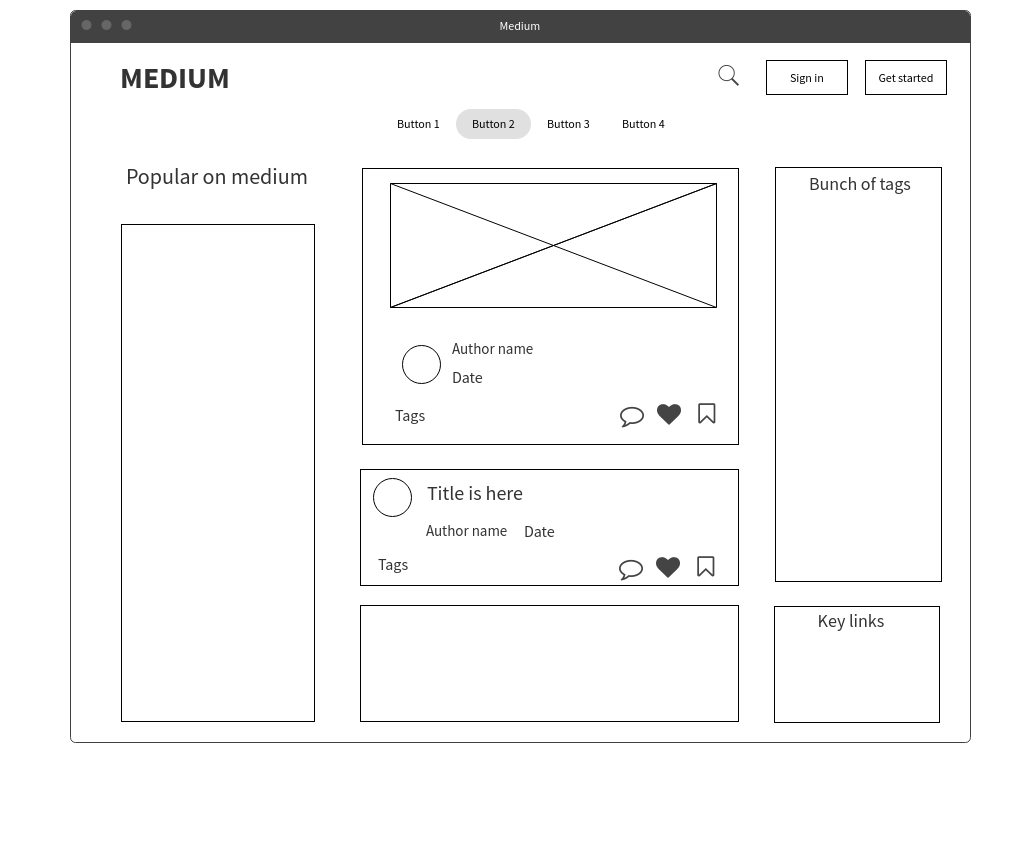 Medium
MEDIUM
Sign in
Get started
Button 1
Button 2
Button 3
Button 4
Popular on medium
Author name
Date
Tags
Title is here
Author name
Date
Tags
Bunch of tags
Key links